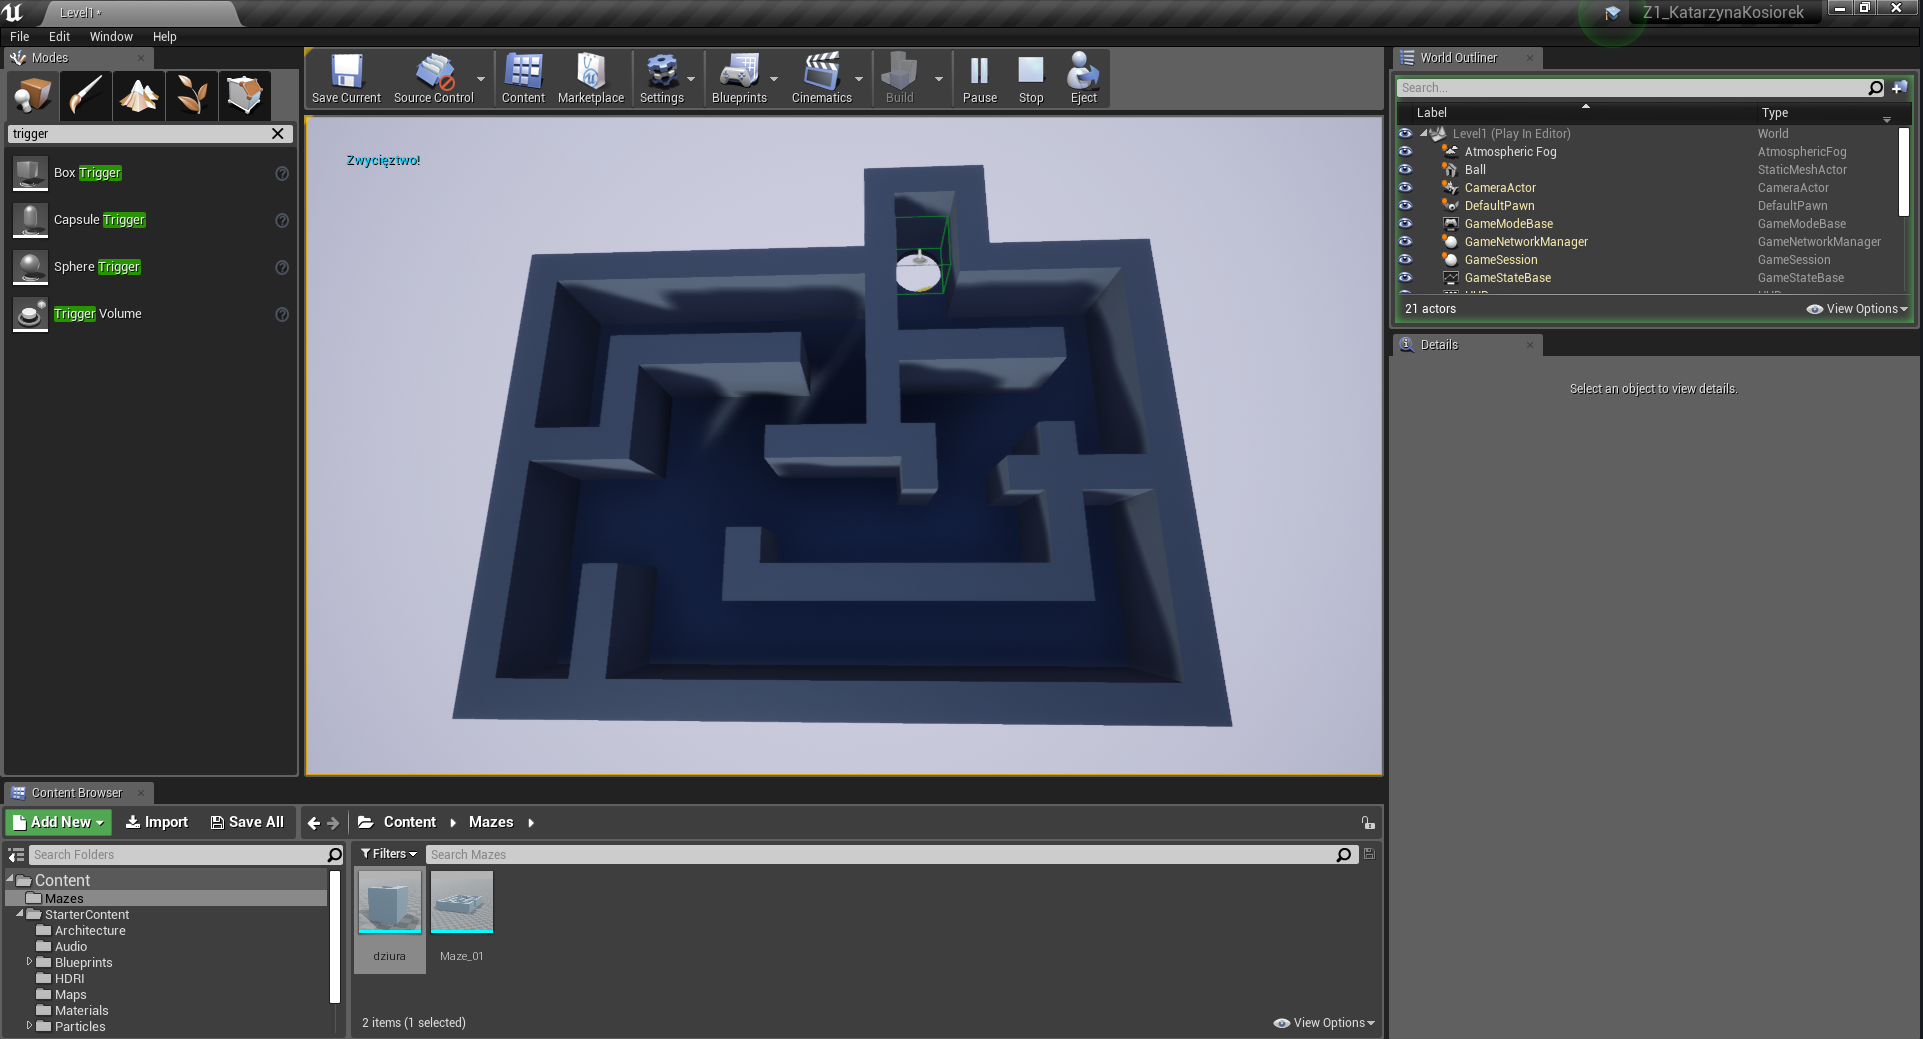 Level1*
Z1_KatarzynaKosiorek
File Edit Window Help
Modes
Save Current
Source Control
Content
Marketplace
Settings
Blueprints
Cinematics
Build
Pause
Stop
Eject
trigger
Box Trigger
Capsule Trigger
Sphere Trigger
Trigger Volume
Zwycięztwo!
World Outliner
Search...
Label Type
Level1 (Play In Editor) World
Atmospheric Fog AtmosphericFog
Ball StaticMeshActor
CameraActor CameraActor
DefaultPawn DefaultPawn
GameModeBase GameModeBase
GameNetworkManager GameNetworkManager
GameSession GameSession
GameStateBase GameStateBase
21 actors View Options
Details
Select an object to view details.
Content Browser
Add New Import Save All Content Mazes
Search Folders
Content
Mazes
StarterContent
Architecture
Audio
Blueprints
HDRI
Maps
Materials
Particles
Filters Search Mazes
dziura Maze_01
2 items (1 selected) View Options